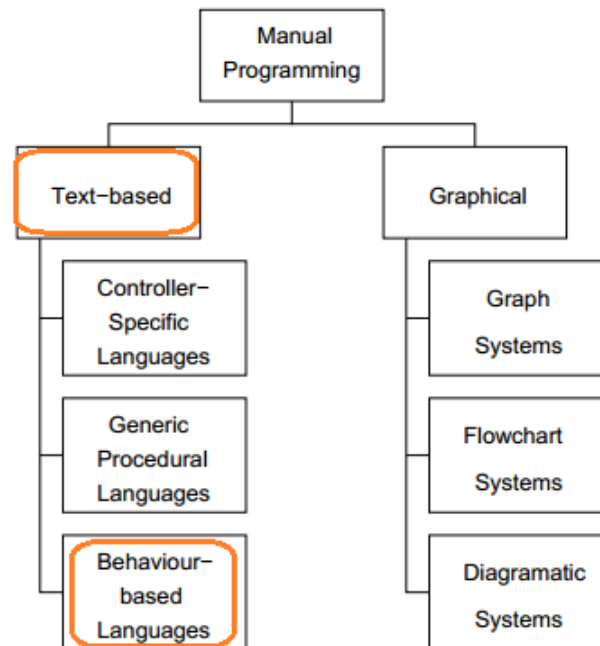 Manual
Programming
Text-based
Graphical
Controller-
Specific
Languages
Graph
Systems
Generic
Procedural
Languages
Flowchart
Systems
Behaviour-
based
Languages
Diagramatic
Systems